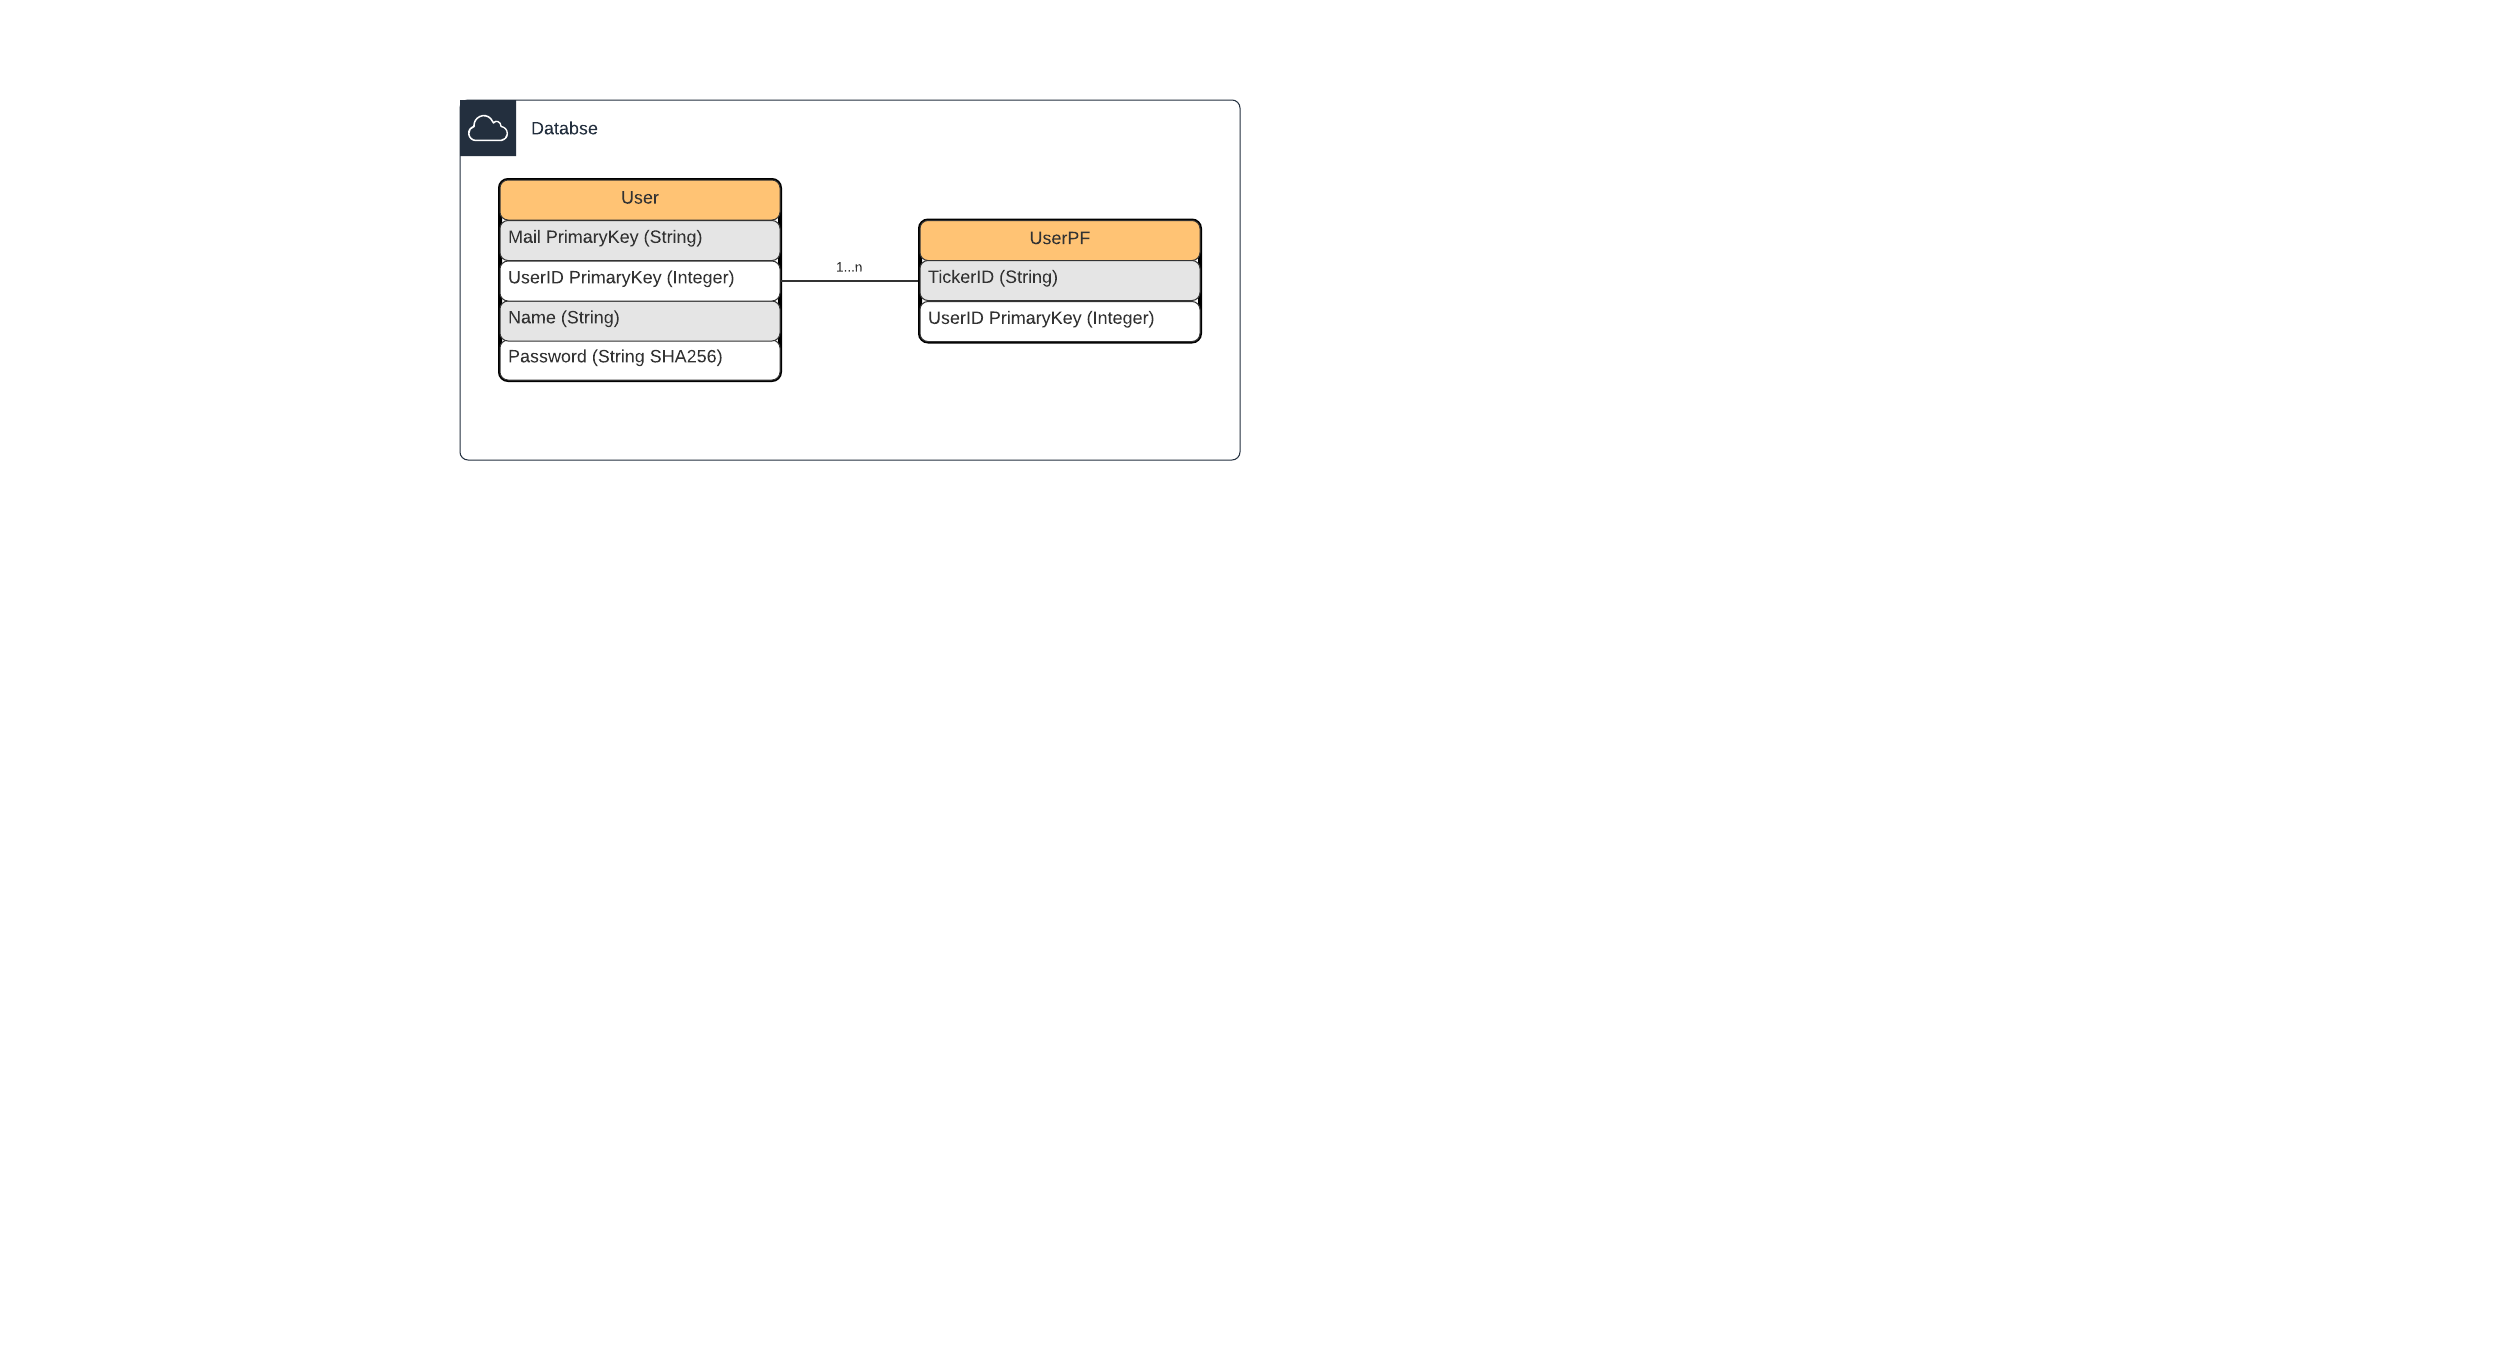 Databse
User
Mail PrimaryKey (String)
UserID PrimaryKey (Integer)
Name (String)
Password (String SHA256)
1...n
UserPF
TickerID (String)
UserID PrimaryKey (Integer)